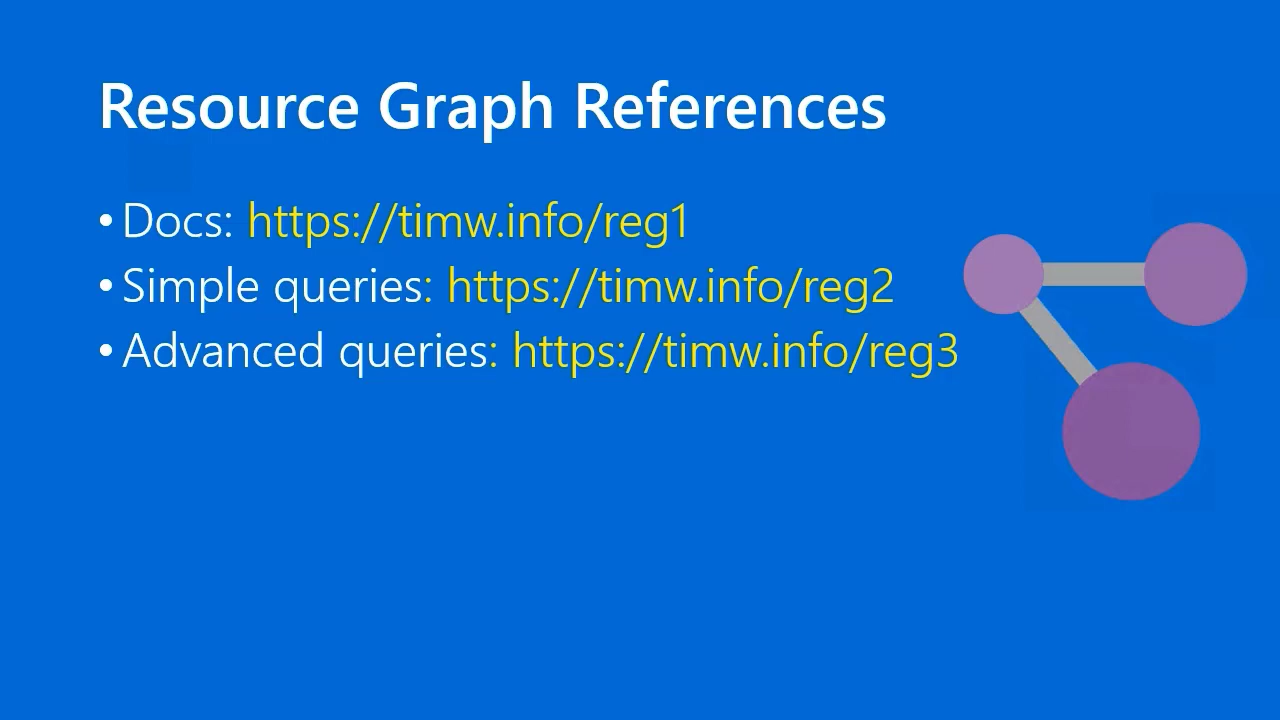 Resource Graph References
• Docs: https://timw.info/reg1
• Simple queries: https://timw.info/reg2
• Advanced queries: https://timw.info/reg3